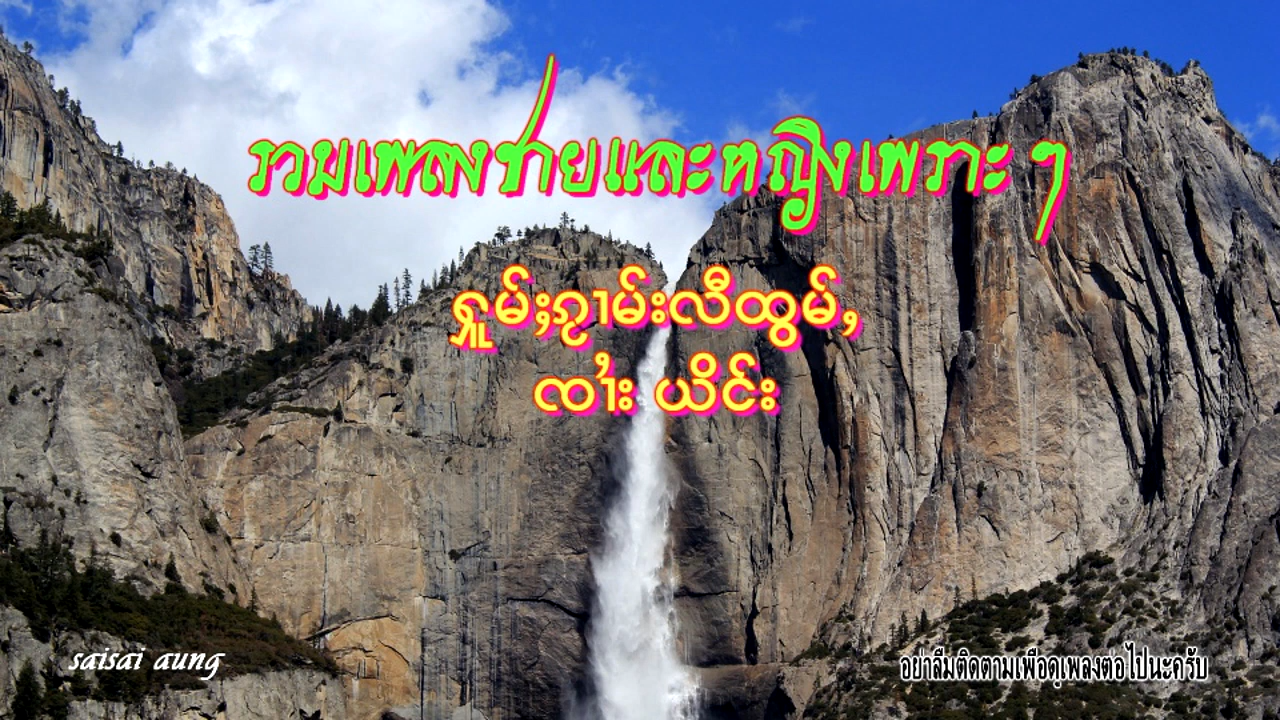 รวมเพลงชายและหญิงเพราะ ๆ
ႁူမ်ႈၵႂၢမ်းလီထွမ်ႇ
ၸၢႆး ယိင်း
saisai aung
อย่าลืมติดตามเพื่อดูเพลงต่อไปนะครับ